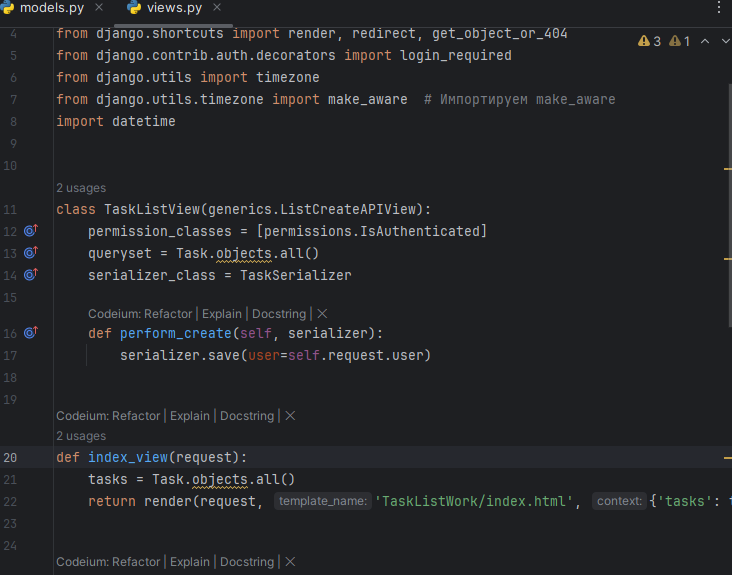 models.py × views.py ×
4 from django.shortcuts import render, redirect, get_object_or_404
3 1
5 from django.contrib.auth.decorators import login_required
6 from django.utils import timezone
7 from django.utils.timezone import make_aware # Импортируем make_aware
8 import datetime
9
10
2 usages
11 class TaskListView(generics.ListCreateAPIView):
12 permission_classes = [permissions.IsAuthenticated]
13 queryset = Task.objects.all()
14 serializer_class = TaskSerializer
15
Codeium: Refactor | Explain | Docstring | ×
16 def perform_create(self, serializer):
17 serializer.save(user=self.request.user)
18
19
Codeium: Refactor | Explain | Docstring | ×
2 usages
20 def index_view(request):
21 tasks = Task.objects.all()
22 return render(request, template_name: 'TaskListWork/index.html', context: {'tasks':
23
24
Codeium: Refactor | Explain | Docstring | ×